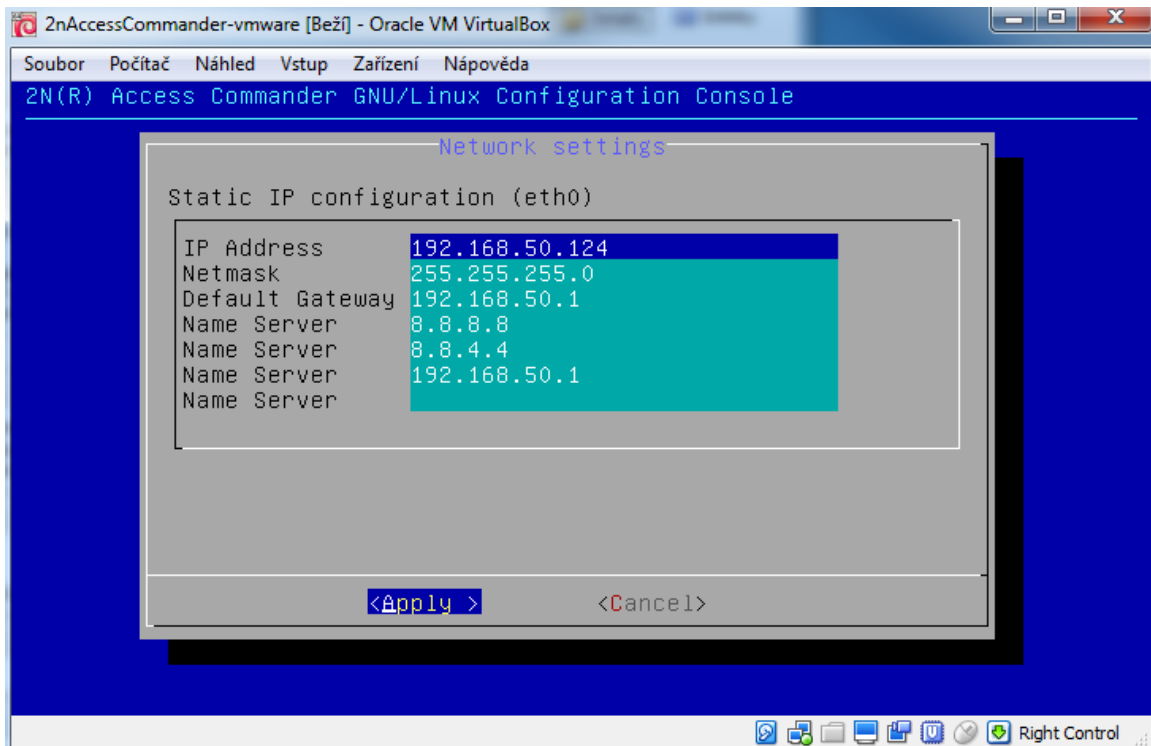 2nAccessCommander-vmware [Beží] - Oracle VM VirtualBox
Soubor Počítač Náhled Vstup Zařízení Nápověda
2N(R) Access Commander GNU/Linux Configuration Console
Network settings
Static IP configuration (eth0)
IP Address 192.168.50.124
Netmask 255.255.255.0
Default Gateway 192.168.50.1
Name Server 8.8.8.8
Name Server 8.8.4.4
Name Server 192.168.50.1
Name Server
<Apply > <Cancel>
Right Control